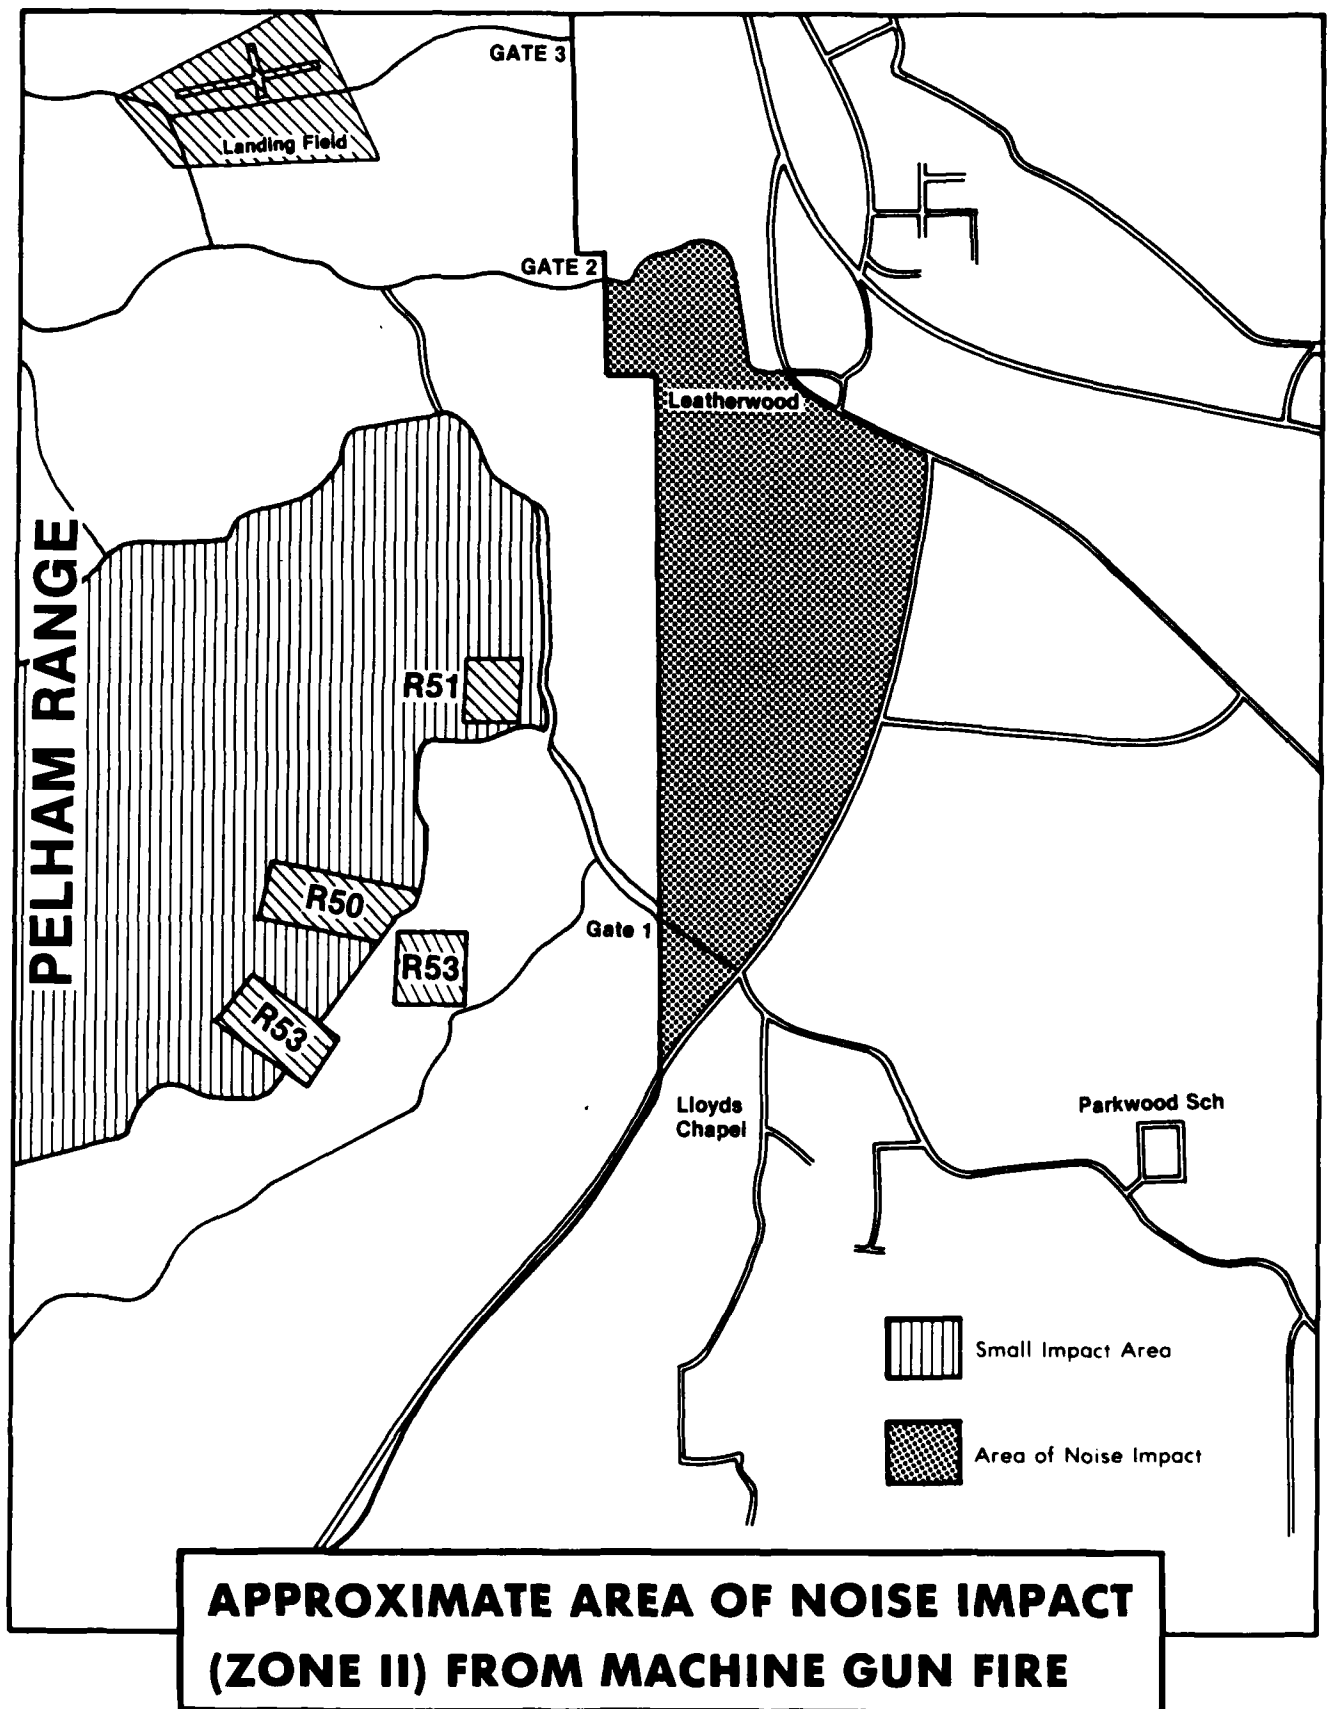 GATE 3
Landing Field
GATE 2
Leatherwood
PELHAM RANGE
R51
R50
Gate 1
R53
R53
Lloyds
Chapel
Parkwood Sch
Small Impact Area
Area of Noise Impact
APPROXIMATE AREA OF NOISE IMPACT
(ZONE II) FROM MACHINE GUN FIRE